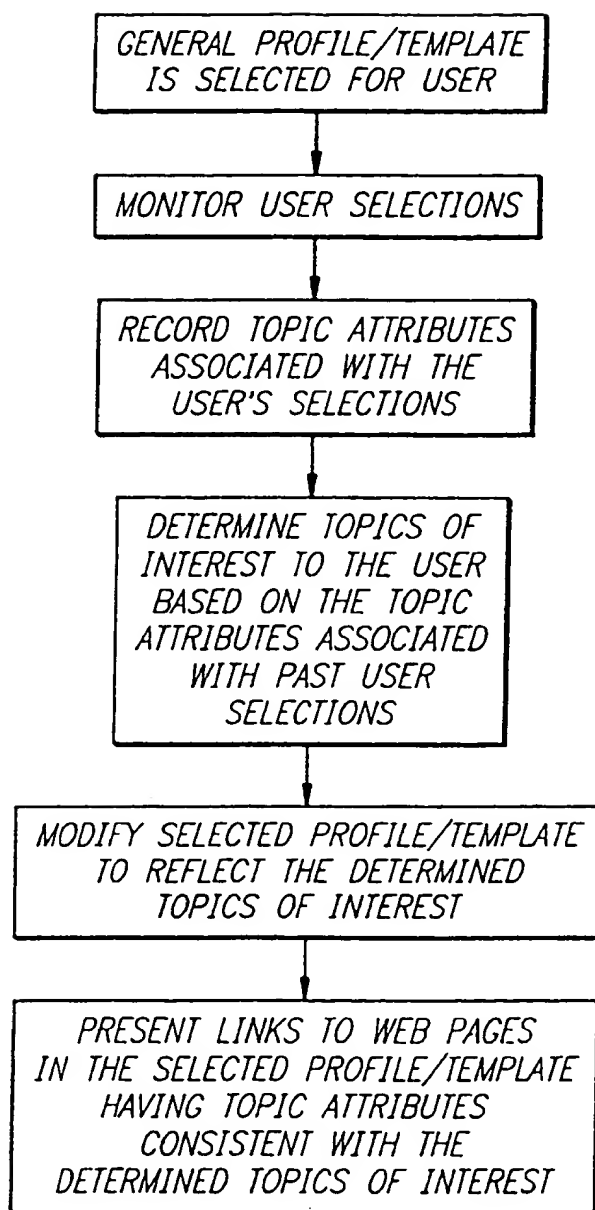 GENERAL PROFILE/TEMPLATE
IS SELECTED FOR USER
MONITOR USER SELECTIONS
RECORD TOPIC ATTRIBUTES
ASSOCIATED WITH THE
USER'S SELECTIONS
DETERMINE TOPICS OF
INTEREST TO THE USER
BASED ON THE TOPIC
ATTRIBUTES ASSOCIATED
WITH PAST USER
SELECTIONS
MODIFY SELECTED PROFILE/TEMPLATE
TO REFLECT THE DETERMINED
TOPICS OF INTEREST
PRESENT LINKS TO WEB PAGES
IN THE SELECTED PROFILE/TEMPLATE
HAVING TOPIC ATTRIBUTES
CONSISTENT WITH THE
DETERMINED TOPICS OF INTEREST